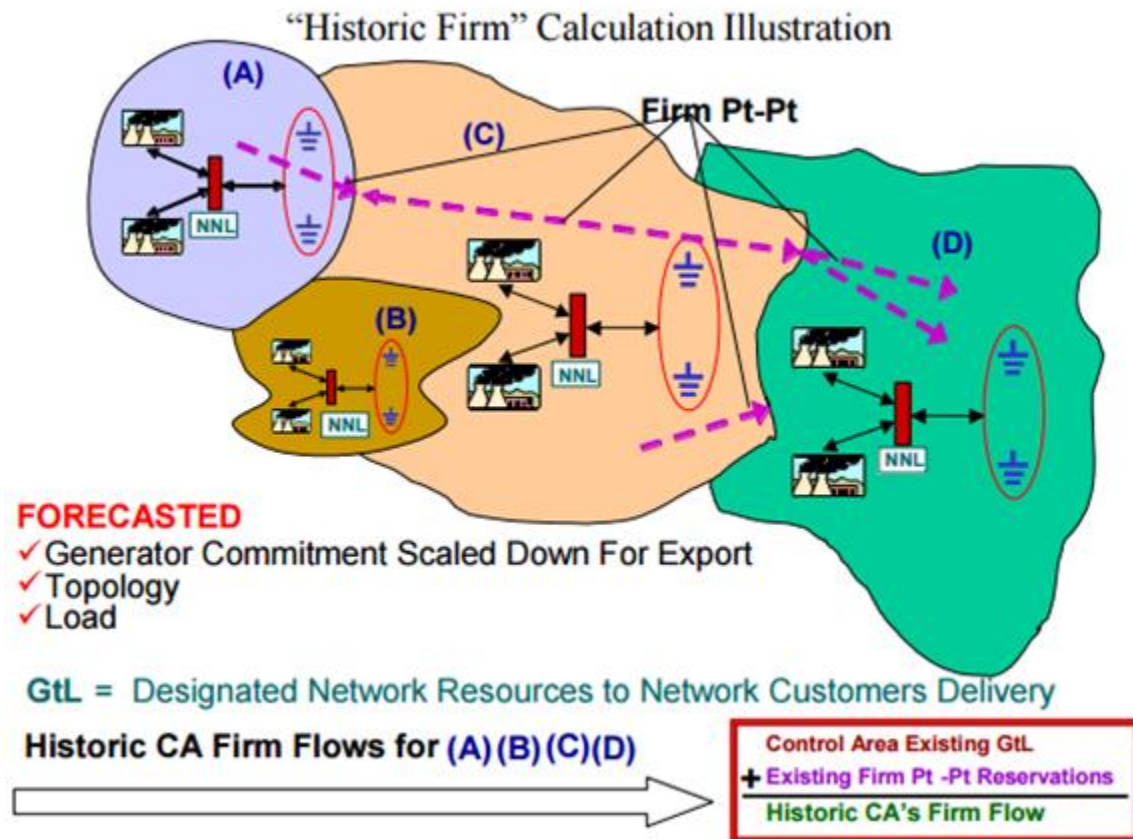 “Historic Firm” Calculation Illustration
(A)
(C)
Firm Pt-Pt
(D)
NNL
(B)
NNL
NNL
NNL
FORECASTED
✓Generator Commitment Scaled Down For Export
✓Topology
✓Load
GtL = Designated Network Resources to Network Customers Delivery
Historic CA Firm Flows for (A)(B)(C)(D)
Control Area Existing GtL
+ Existing Firm Pt -Pt Reservations
Historic CA's Firm Flow